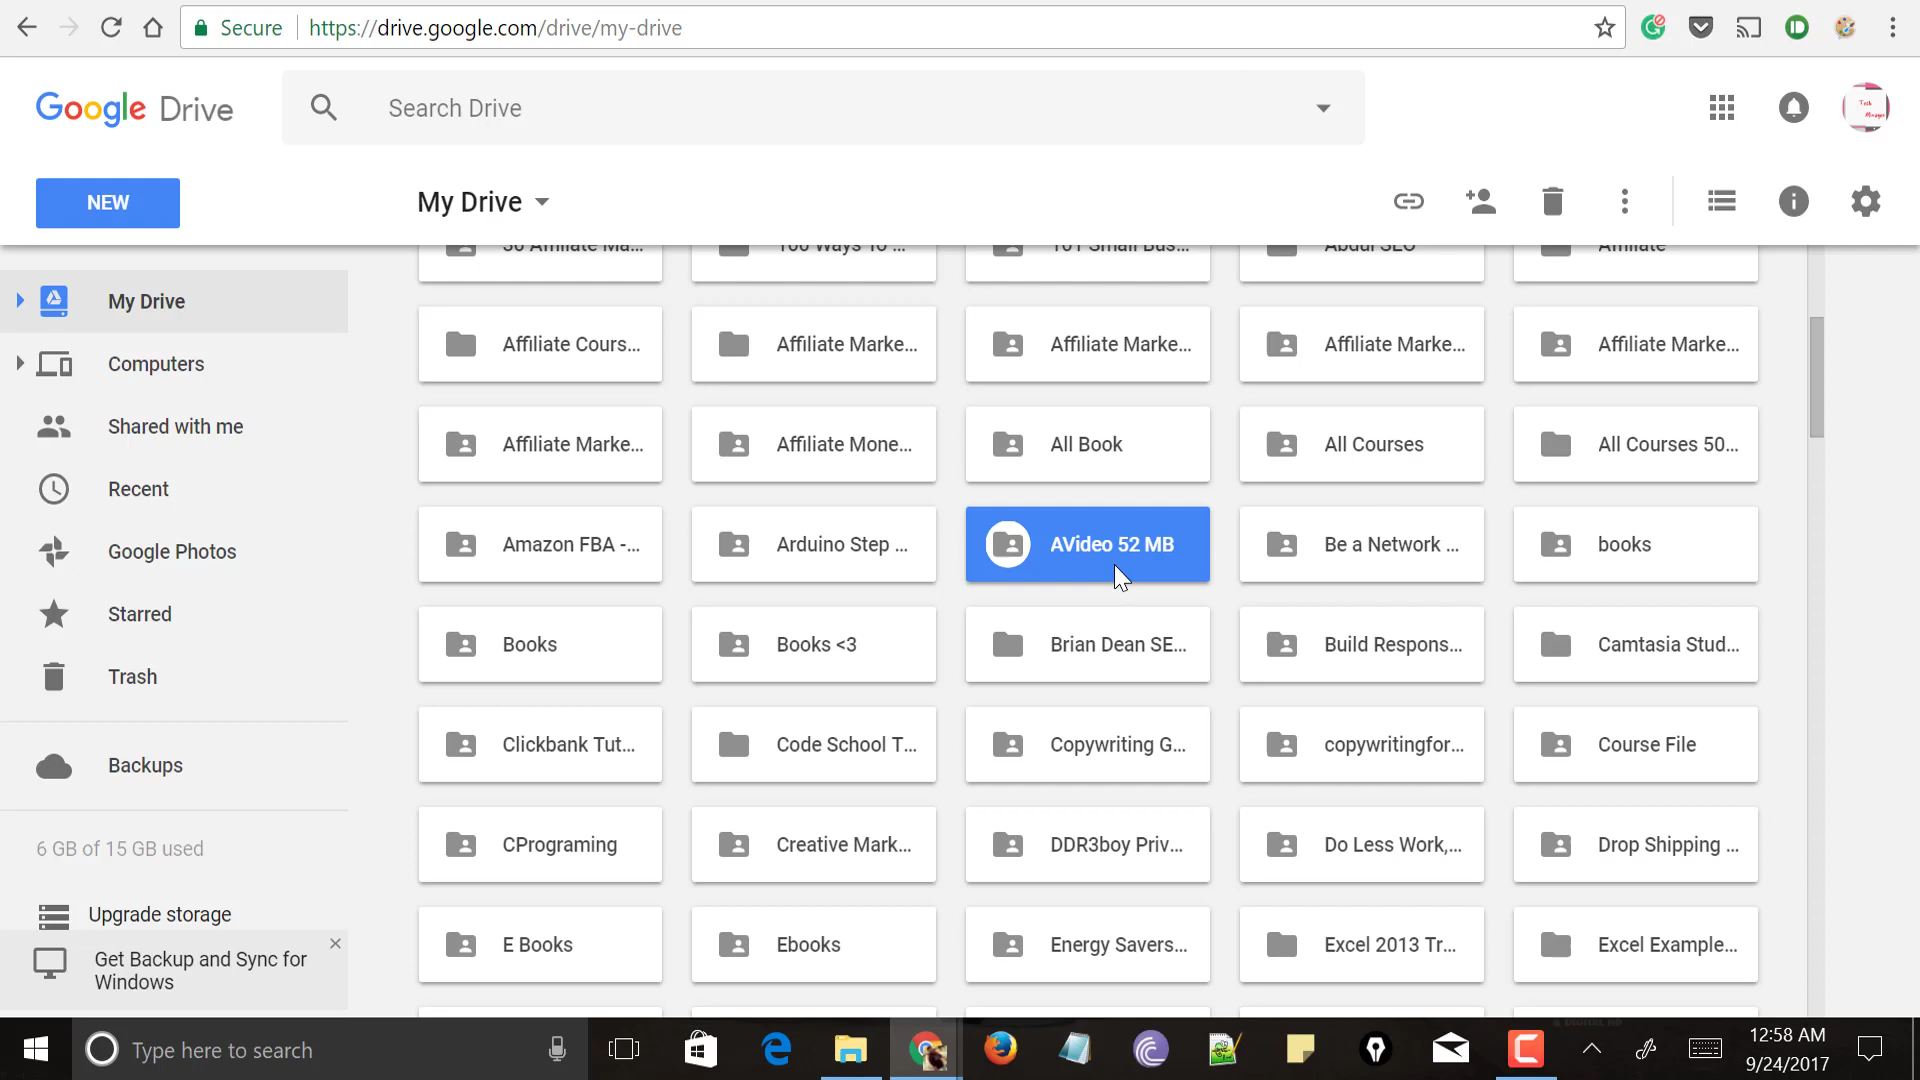 Secure
https://drive.google.com/drive/my-drive
Google Drive
Search Drive
NEW
My Drive
My Drive
Computers
Shared with me
Recent
Google Photos
Starred
Trash
Backups
6 GB of 15 GB used
Upgrade storage
Get Backup and Sync for
Windows
Affiliate Cours...
Affiliate Marke...
Affiliate Marke...
Affiliate Marke...
Affiliate Marke...
Affiliate Marke...
Affiliate Mone...
All Book
All Courses
All Courses 50...
Amazon FBA -...
Arduino Step ...
AVideo 52 MB
Be a Network ...
books
Books
Books <3
Brian Dean SE...
Build Respons...
Camtasia Stud...
Clickbank Tut...
Code School T...
Copywriting G...
copywritingfor...
Course File
CPrograming
Creative Mark...
DDR3boy Priv...
Do Less Work,...
Drop Shipping ...
E Books
Ebooks
Energy Savers...
Excel 2013 Tr...
Excel Example...
Type here to search
12:58 AM
9/24/2017